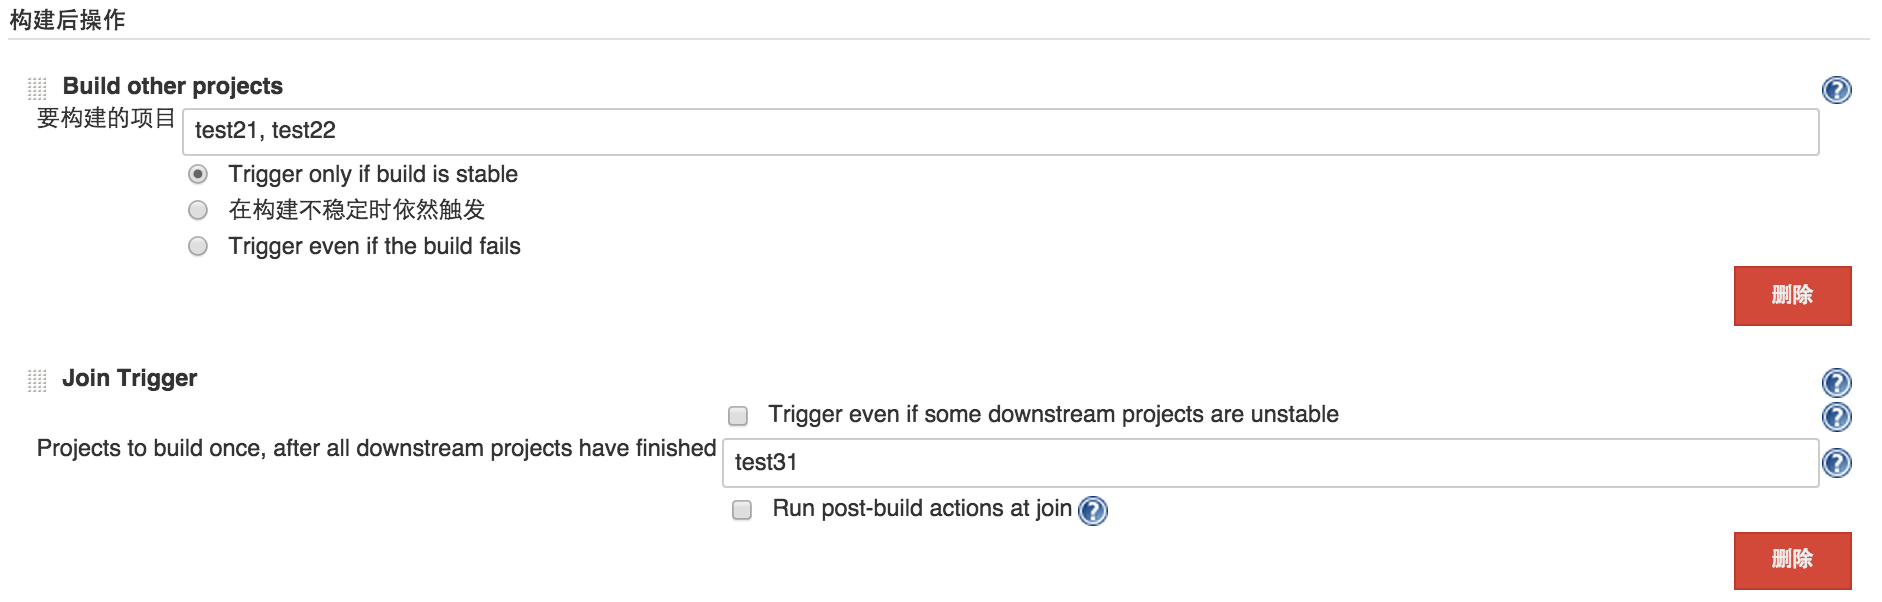 构建后操作
Build other projects
要构建的项目 test21, test22
Trigger only if build is stable
在构建不稳定时依然触发
Trigger even if the build fails
删除
Join Trigger
Trigger even if some downstream projects are unstable
Projects to build once, after all downstream projects have finished test31
Run post-build actions at join
删除